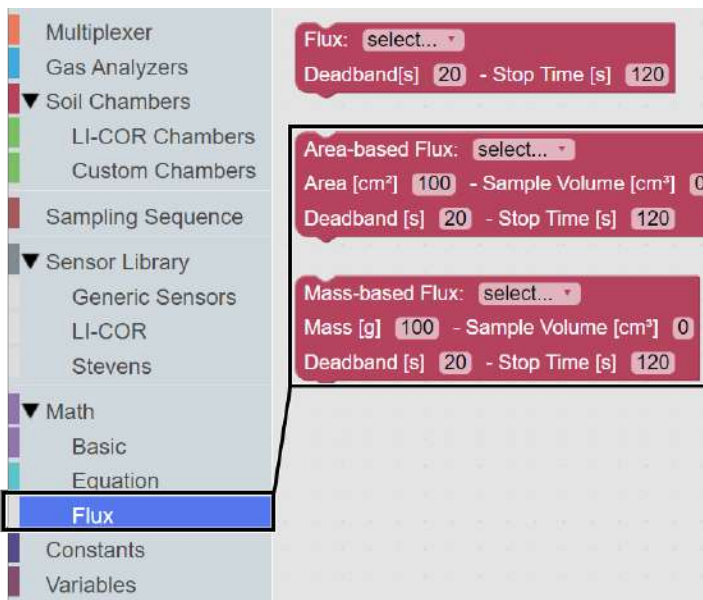 Multiplexer
Gas Analyzers
▼ Soil Chambers
LI-COR Chambers
Custom Chambers
Sampling Sequence
▼ Sensor Library
Generic Sensors
LI-COR
Stevens
▼ Math
Basic
Equation
Flux
Constants
Variables
Flux: select...
Deadband[s] 20 - Stop Time [s] 120
Area-based Flux: select...
Area [cm²] 100 - Sample Volume [cm³] 0
Deadband [s] 20 - Stop Time [s] 120
Mass-based Flux: select...
Mass [g] 100 - Sample Volume [cm³] 0
Deadband [s] 20 - Stop Time [s] 120